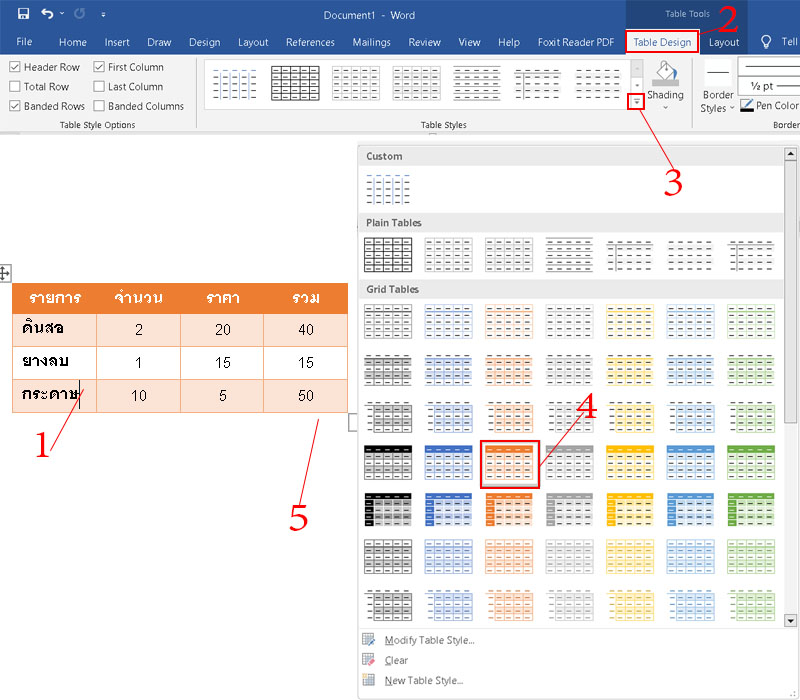 Document1 - Word
Table Tools
2
File Home Insert Draw Design Layout References Mailings Review View Help Foxit Reader PDF Table Design Layout Tell
Header Row First Column
Total Row Last Column
Banded Rows Banded Columns
Table Style Options
Table Styles
Shading
Border
Styles
½ pt
Pen Color
Border
3
Custom
Plain Tables
Grid Tables
รายการ จำนวน ราคา รวม
ดินสอ 2 20 40
ยางลบ 1 15 15
กระดาษ 10 5 50
1
4
5
Modify Table Style...
Clear
New Table Style...